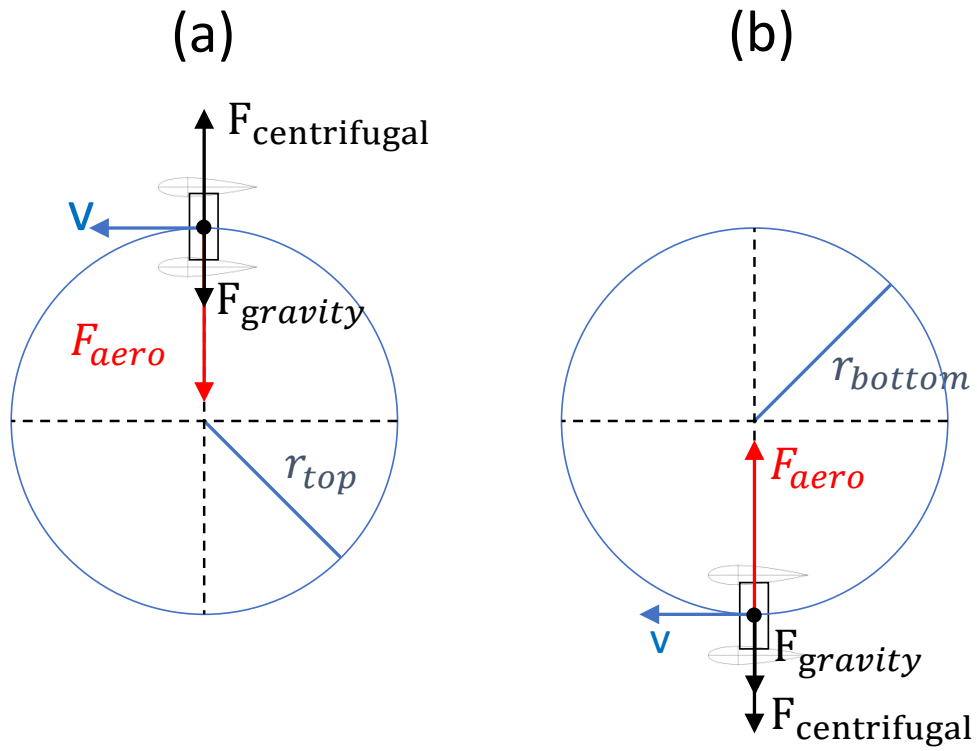 (a)
F_centrifugal
v
F_gravity
F_aero
r_top
(b)
r_bottom
F_aero
v
F_gravity
F_centrifugal